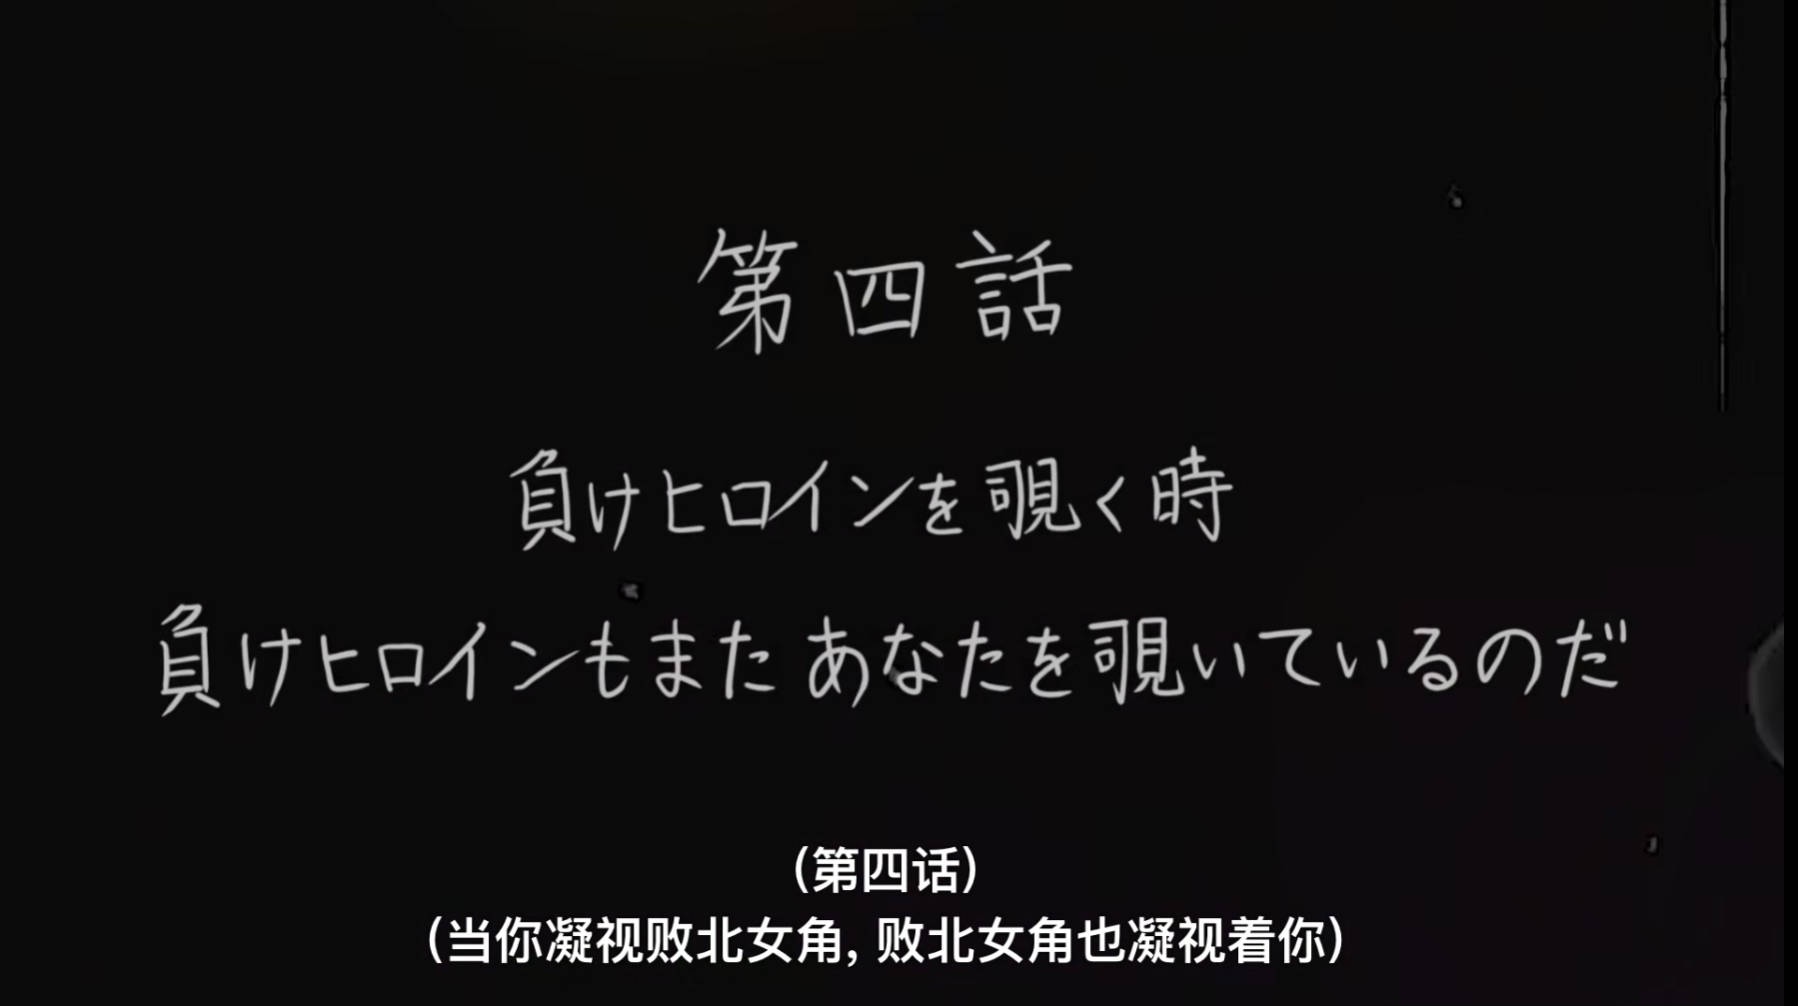 第四話
負けヒロインを覗く時
負けヒロインもまた あなたを覗いているのだ
(第四话)
(当你凝视败北女角, 败北女角也凝视着你)